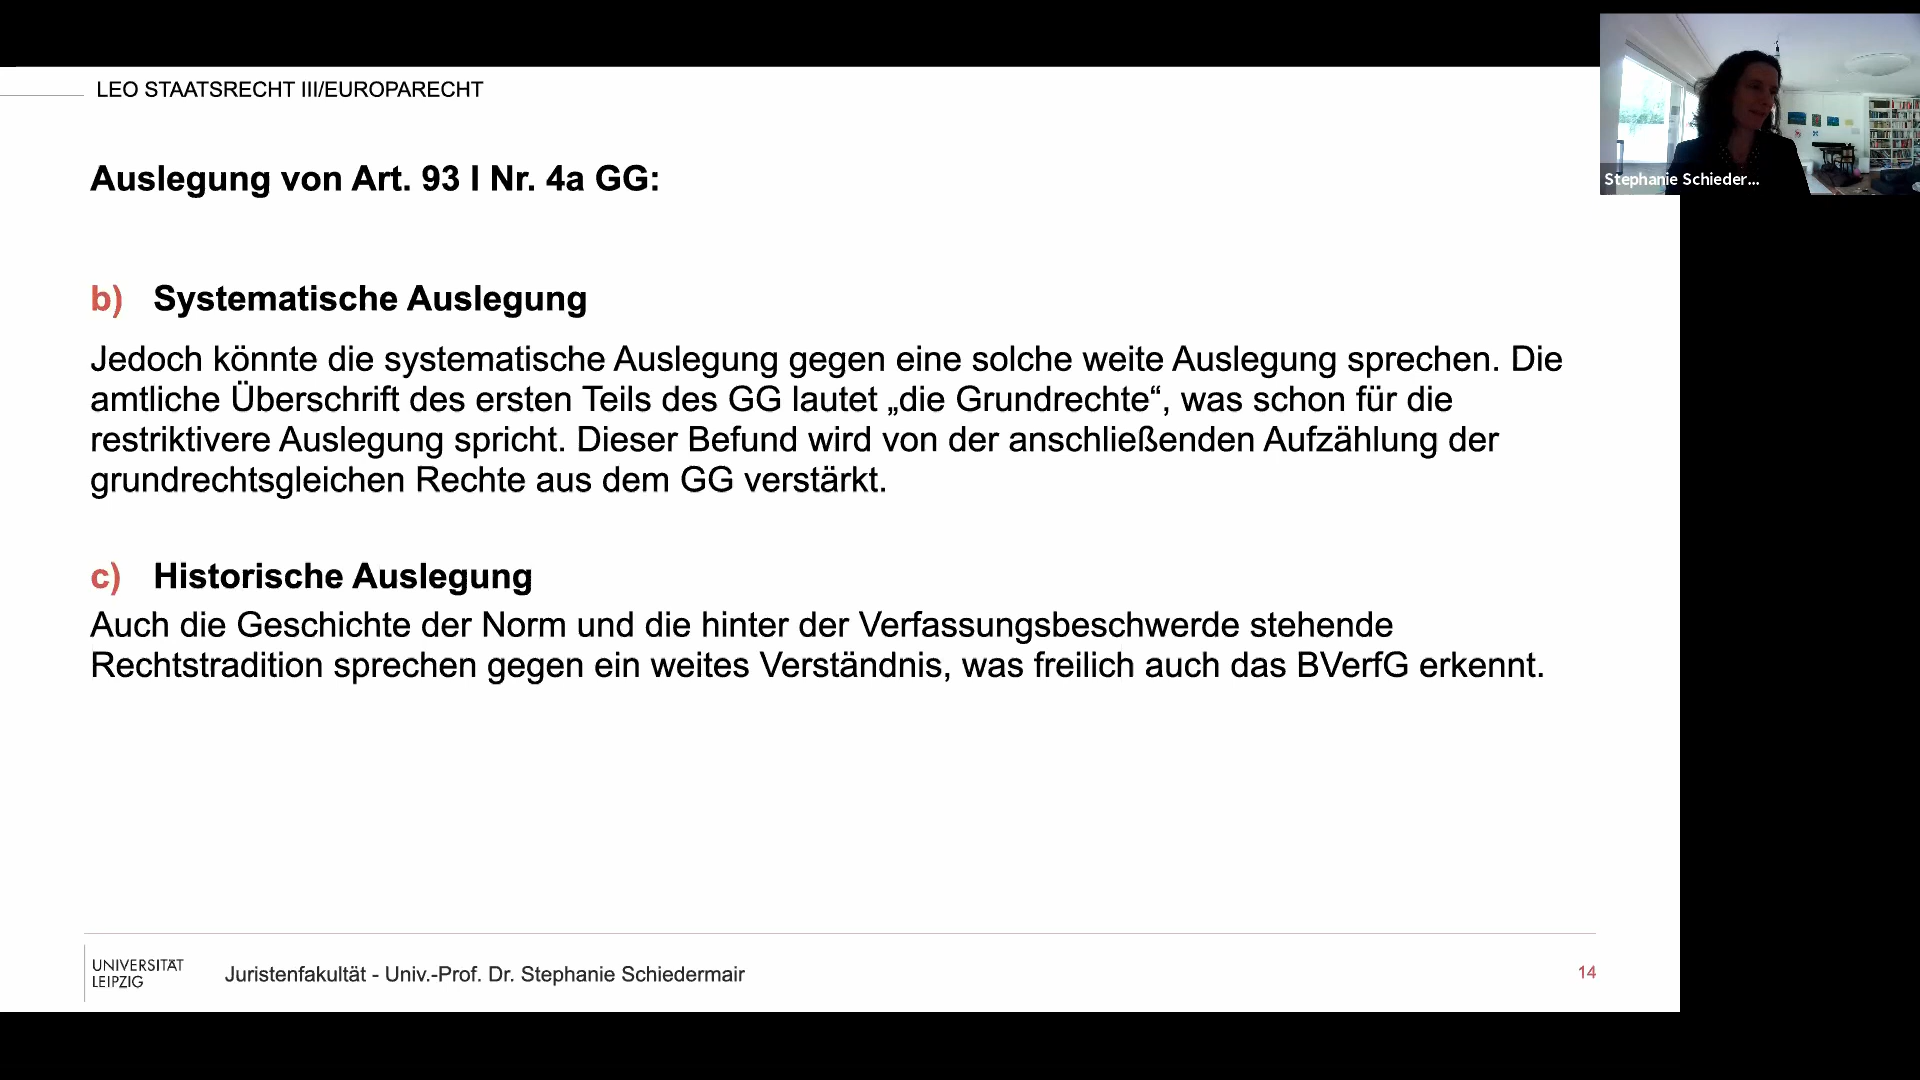 LEO STAATSRECHT III/EUROPARECHT
Stephanie Schieder...
Auslegung von Art. 93 I Nr. 4a GG:
b) Systematische Auslegung
Jedoch könnte die systematische Auslegung gegen eine solche weite Auslegung sprechen. Die
amtliche Überschrift des ersten Teils des GG lautet „die Grundrechte“, was schon für die
restriktivere Auslegung spricht. Dieser Befund wird von der anschließenden Aufzählung der
grundrechtsgleichen Rechte aus dem GG verstärkt.
c) Historische Auslegung
Auch die Geschichte der Norm und die hinter der Verfassungsbeschwerde stehende
Rechtstradition sprechen gegen ein weites Verständnis, was freilich auch das BVerfG erkennt.
UNIVERSITÄT
LEIPZIG
Juristenfakultät - Univ.-Prof. Dr. Stephanie Schiedermair
14